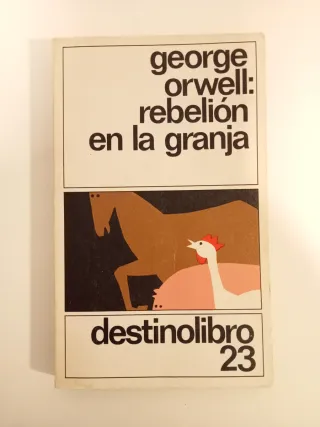 george
orwell:
rebelión
en la granja
destinolibro
23